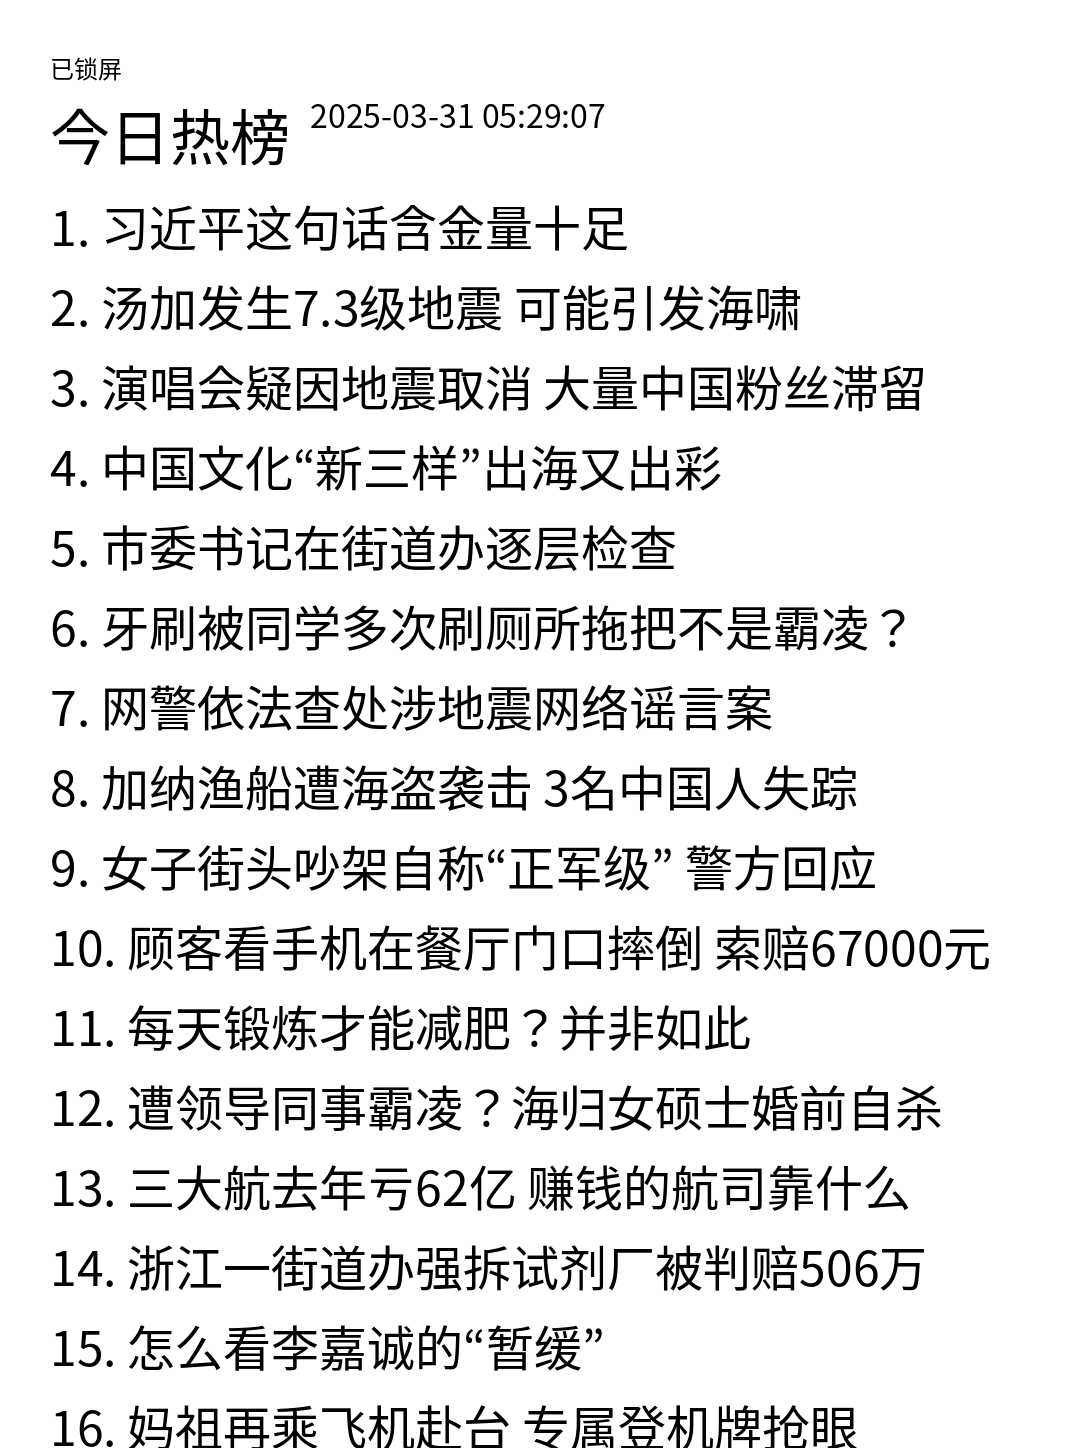 已锁屏
今日热榜 2025-03-31 05:29:07
1. 习近平这句话含金量十足
2. 汤加发生7.3级地震 可能引发海啸
3. 演唱会疑因地震取消 大量中国粉丝滞留
4. 中国文化“新三样”出海又出彩
5. 市委书记在街道办逐层检查
6. 牙刷被同学多次刷厕所拖把不是霸凌？
7. 网警依法查处涉地震网络谣言案
8. 加纳渔船遭海盗袭击 3名中国人失踪
9. 女子街头吵架自称“正军级” 警方回应
10. 顾客看手机在餐厅门口摔倒 索赔67000元
11. 每天锻炼才能减肥？并非如此
12. 遭领导同事霸凌？海归女硕士婚前自杀
13. 三大航去年亏62亿 赚钱的航司靠什么
14. 浙江一街道办强拆试剂厂被判赔506万
15. 怎么看李嘉诚的“暂缓”
16. 妈祖再乘飞机赴台 专属登机牌抢眼